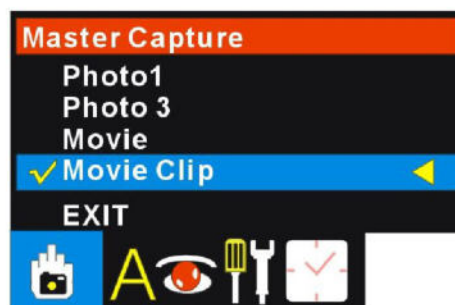 Master Capture
Photo1
Photo 3
Movie
Movie Clip
EXIT
A